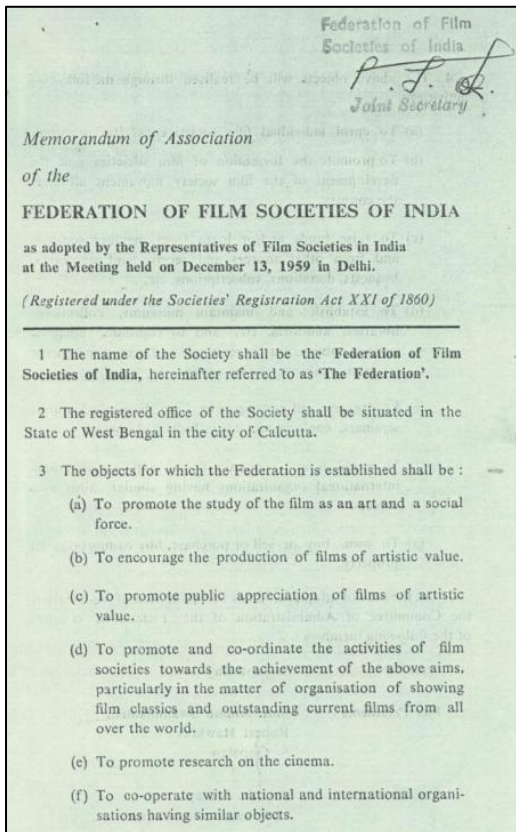 Federation of Film
Societies of India
Joint Secretary
Memorandum of Association
of the
FEDERATION OF FILM SOCIETIES OF INDIA
as adopted by the Representatives of Film Societies in India
at the Meeting held on December 13, 1959 in Delhi.
(Registered under the Societies' Registration Act XXI of 1860)
1 The name of the Society shall be the Federation of Film
Societies of India, hereinafter referred to as 'The Federation'.
2 The registered office of the Society shall be situated in the
State of West Bengal in the city of Calcutta.
3 The objects for which the Federation is established shall be :
(a) To promote the study of the film as an art and a social
force.
(b) To encourage the production of films of artistic value.
(c) To promote public appreciation of films of artistic
value.
(d) To promote and co-ordinate the activities of film
societies towards the achievement of the above aims,
particularly in the matter of organisation of showing
film classics and outstanding current films from all
over the world.
(e) To promote research on the cinema.
(f) To co-operate with national and international organi-
sations having similar objects.